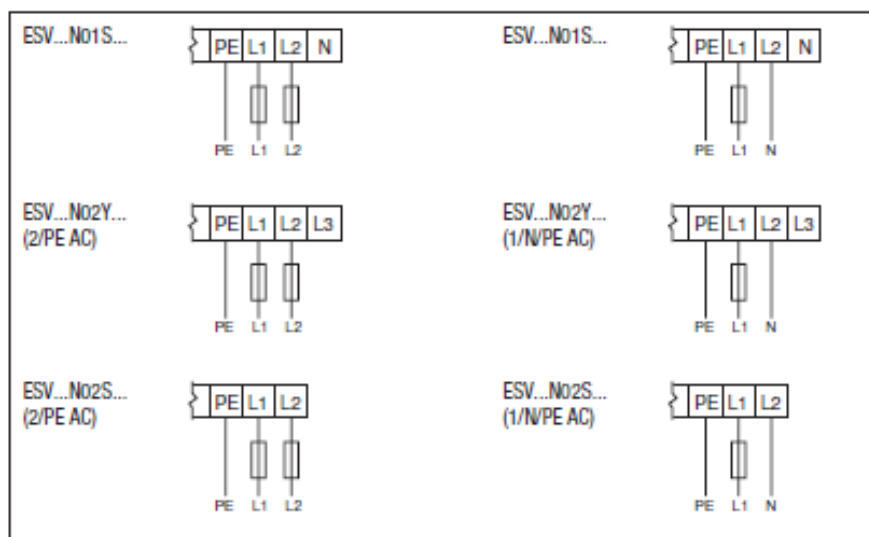 ESV...N01S...
PE L1 L2 N
PE L1 L2
ESV...N01S...
PE L1 L2 N
PE L1 N
ESV...N02Y...
(2/PE AC)
PE L1 L2 L3
PE L1 L2
ESV...N02Y...
(1/N/PE AC)
PE L1 L2 L3
PE L1 N
ESV...N02S...
(2/PE AC)
PE L1 L2
PE L1 L2
ESV...N02S...
(1/N/PE AC)
PE L1 L2
PE L1 N